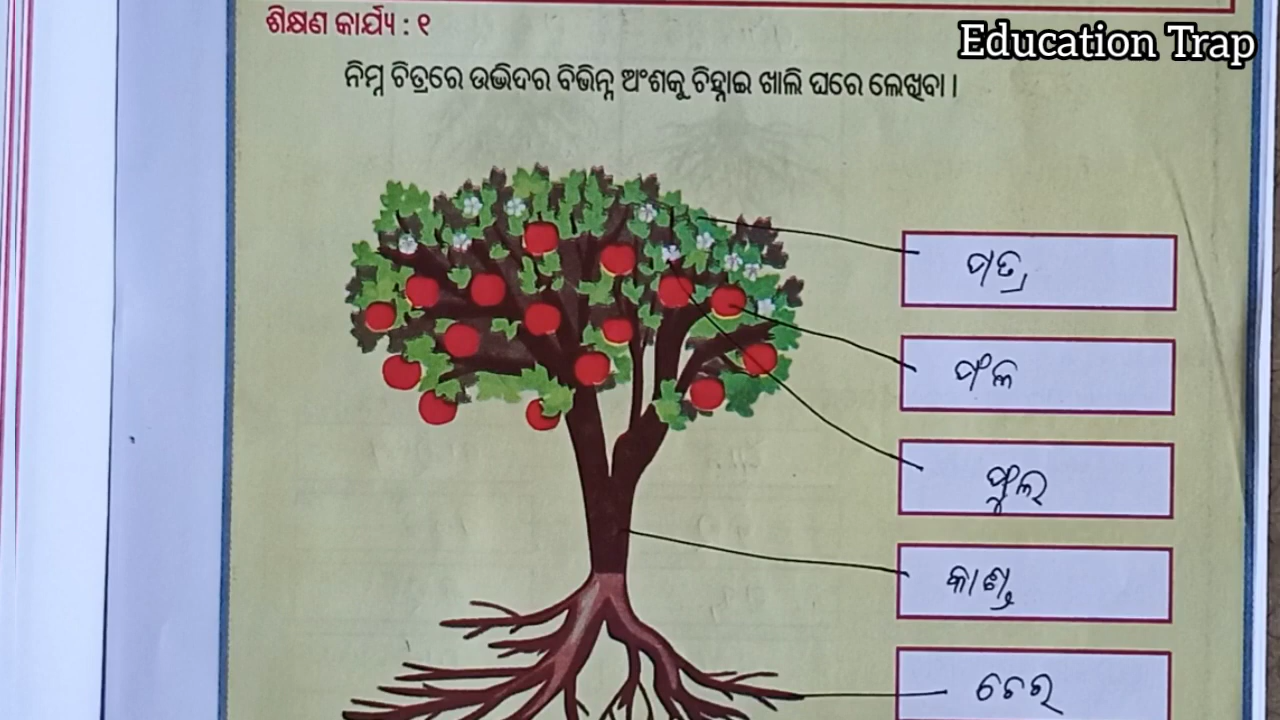 ଶିକ୍ଷଣ କାର୍ଯ୍ୟ : ୧
Education Trap
ନିମ୍ନ ଚିତ୍ରରେ ଉଦ୍ଭିଦର ବିଭିନ୍ନ ଅଂଶକୁ ଚିହ୍ନାଇ ଖାଲି ଘରେ ଲେଖିବା ।
ପତ୍ର
ଫଳ
ଫୁଲ
କାଣ୍ଡ
ଚେର